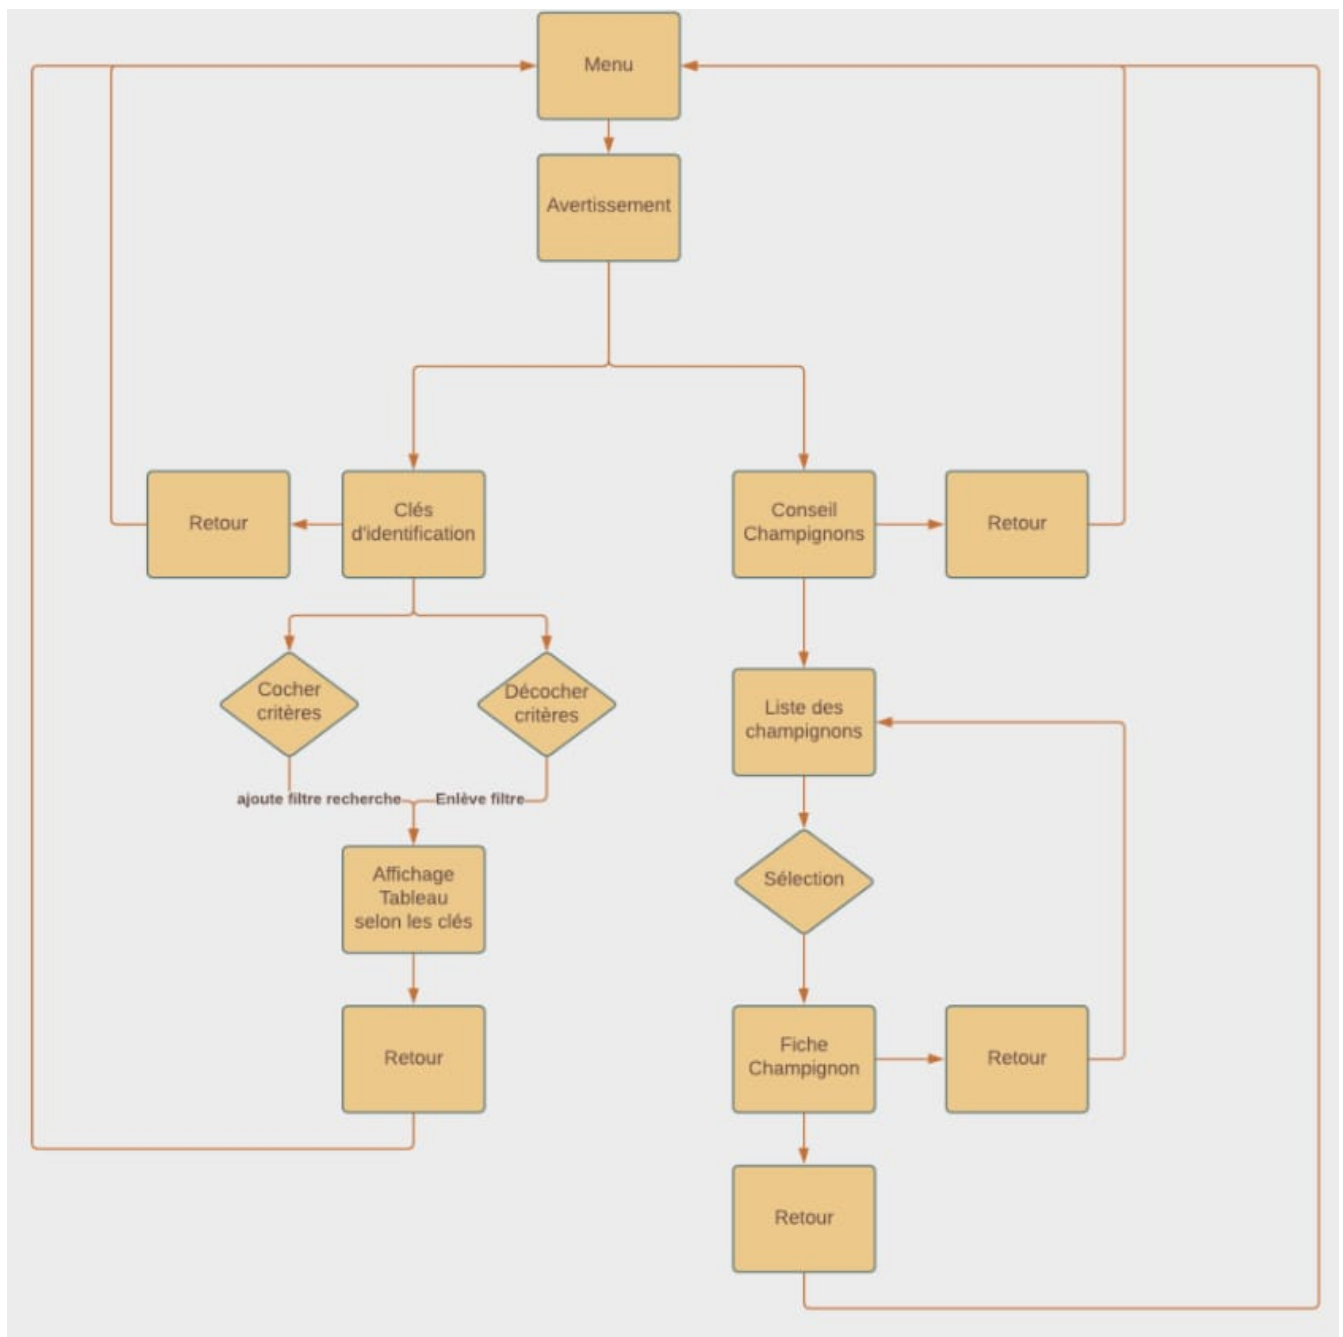 Menu
Avertissement
Retour
Clés
d'identification
Conseil
Champignons
Retour
Cocher
critères
Décocher
critères
Liste des
champignons
ajoute filtre recherche
Enlève filtre
Affichage
Tableau
selon les clés
Sélection
Retour
Fiche
Champignon
Retour
Retour